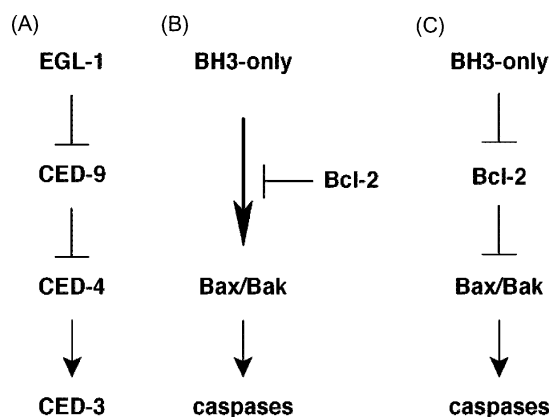 (A)
EGL-1
CED-9
CED-4
CED-3
(B)
BH3-only
Bcl-2
Bax/Bak
caspases
(C)
BH3-only
Bcl-2
Bax/Bak
caspases